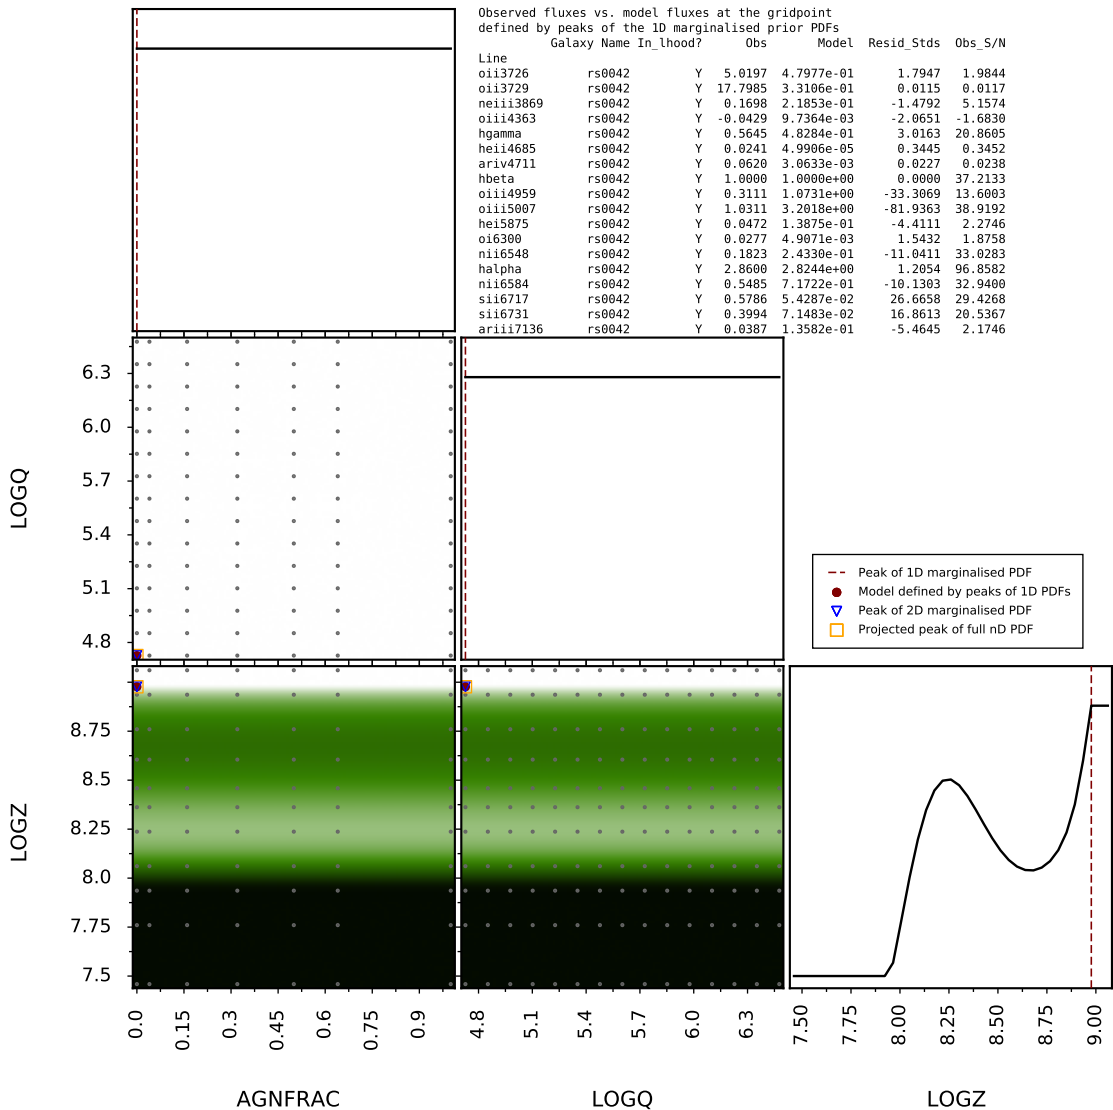 Observed fluxes vs. model fluxes at the gridpoint
defined by peaks of the 1D marginalised prior PDFs
Galaxy Name In_lhood? Obs Model Resid_Stds Obs_S/N
Line
oii3726 rs0042 Y 5.0197 4.7977e-01 1.7947 1.9844
oii3729 rs0042 Y 17.7985 3.3106e-01 0.0115 0.0117
neiii3869 rs0042 Y 0.1698 2.1853e-01 -1.4792 5.1574
oiii4363 rs0042 Y -0.0429 9.7364e-03 -2.0651 -1.6830
hgamma rs0042 Y 0.5645 4.8284e-01 3.0163 20.8605
heii4685 rs0042 Y 0.0241 4.9906e-05 0.3445 0.3452
ariv4711 rs0042 Y 0.0620 3.0633e-03 0.0227 0.0238
hbeta rs0042 Y 1.0000 1.0000e+00 0.0000 37.2133
oiii4959 rs0042 Y 0.3111 1.0731e+00 -33.3069 13.6003
oiii5007 rs0042 Y 1.0311 3.2018e+00 -81.9363 38.9192
hei5875 rs0042 Y 0.0472 1.3875e-01 -4.4111 2.2746
oi6300 rs0042 Y 0.0277 4.9071e-03 1.5432 1.8758
nii6548 rs0042 Y 0.1823 2.4330e-01 -11.0411 33.0283
halpha rs0042 Y 2.8600 2.8244e+00 1.2054 96.8582
nii6584 rs0042 Y 0.5485 7.1722e-01 -10.1303 32.9400
sii6717 rs0042 Y 0.5786 5.4287e-02 26.6658 29.4268
sii6731 rs0042 Y 0.3994 7.1483e-02 16.8613 20.5367
ariii7136 rs0042 Y 0.0387 1.3582e-01 -5.4645 2.1746
6.3
6.0
5.7
5.4
5.1
4.8
LOGQ
Peak of 1D marginalised PDF
Model defined by peaks of 1D PDFs
Peak of 2D marginalised PDF
Projected peak of full nD PDF
8.75
8.5
8.25
8.0
7.75
7.5
LOGZ
0.0 0.15 0.3 0.45 0.6 0.75 0.9
4.8 5.1 5.4 5.7 6.0 6.3
7.50 7.75 8.00 8.25 8.50 8.75 9.00
AGNFRAC LOGQ LOGZ